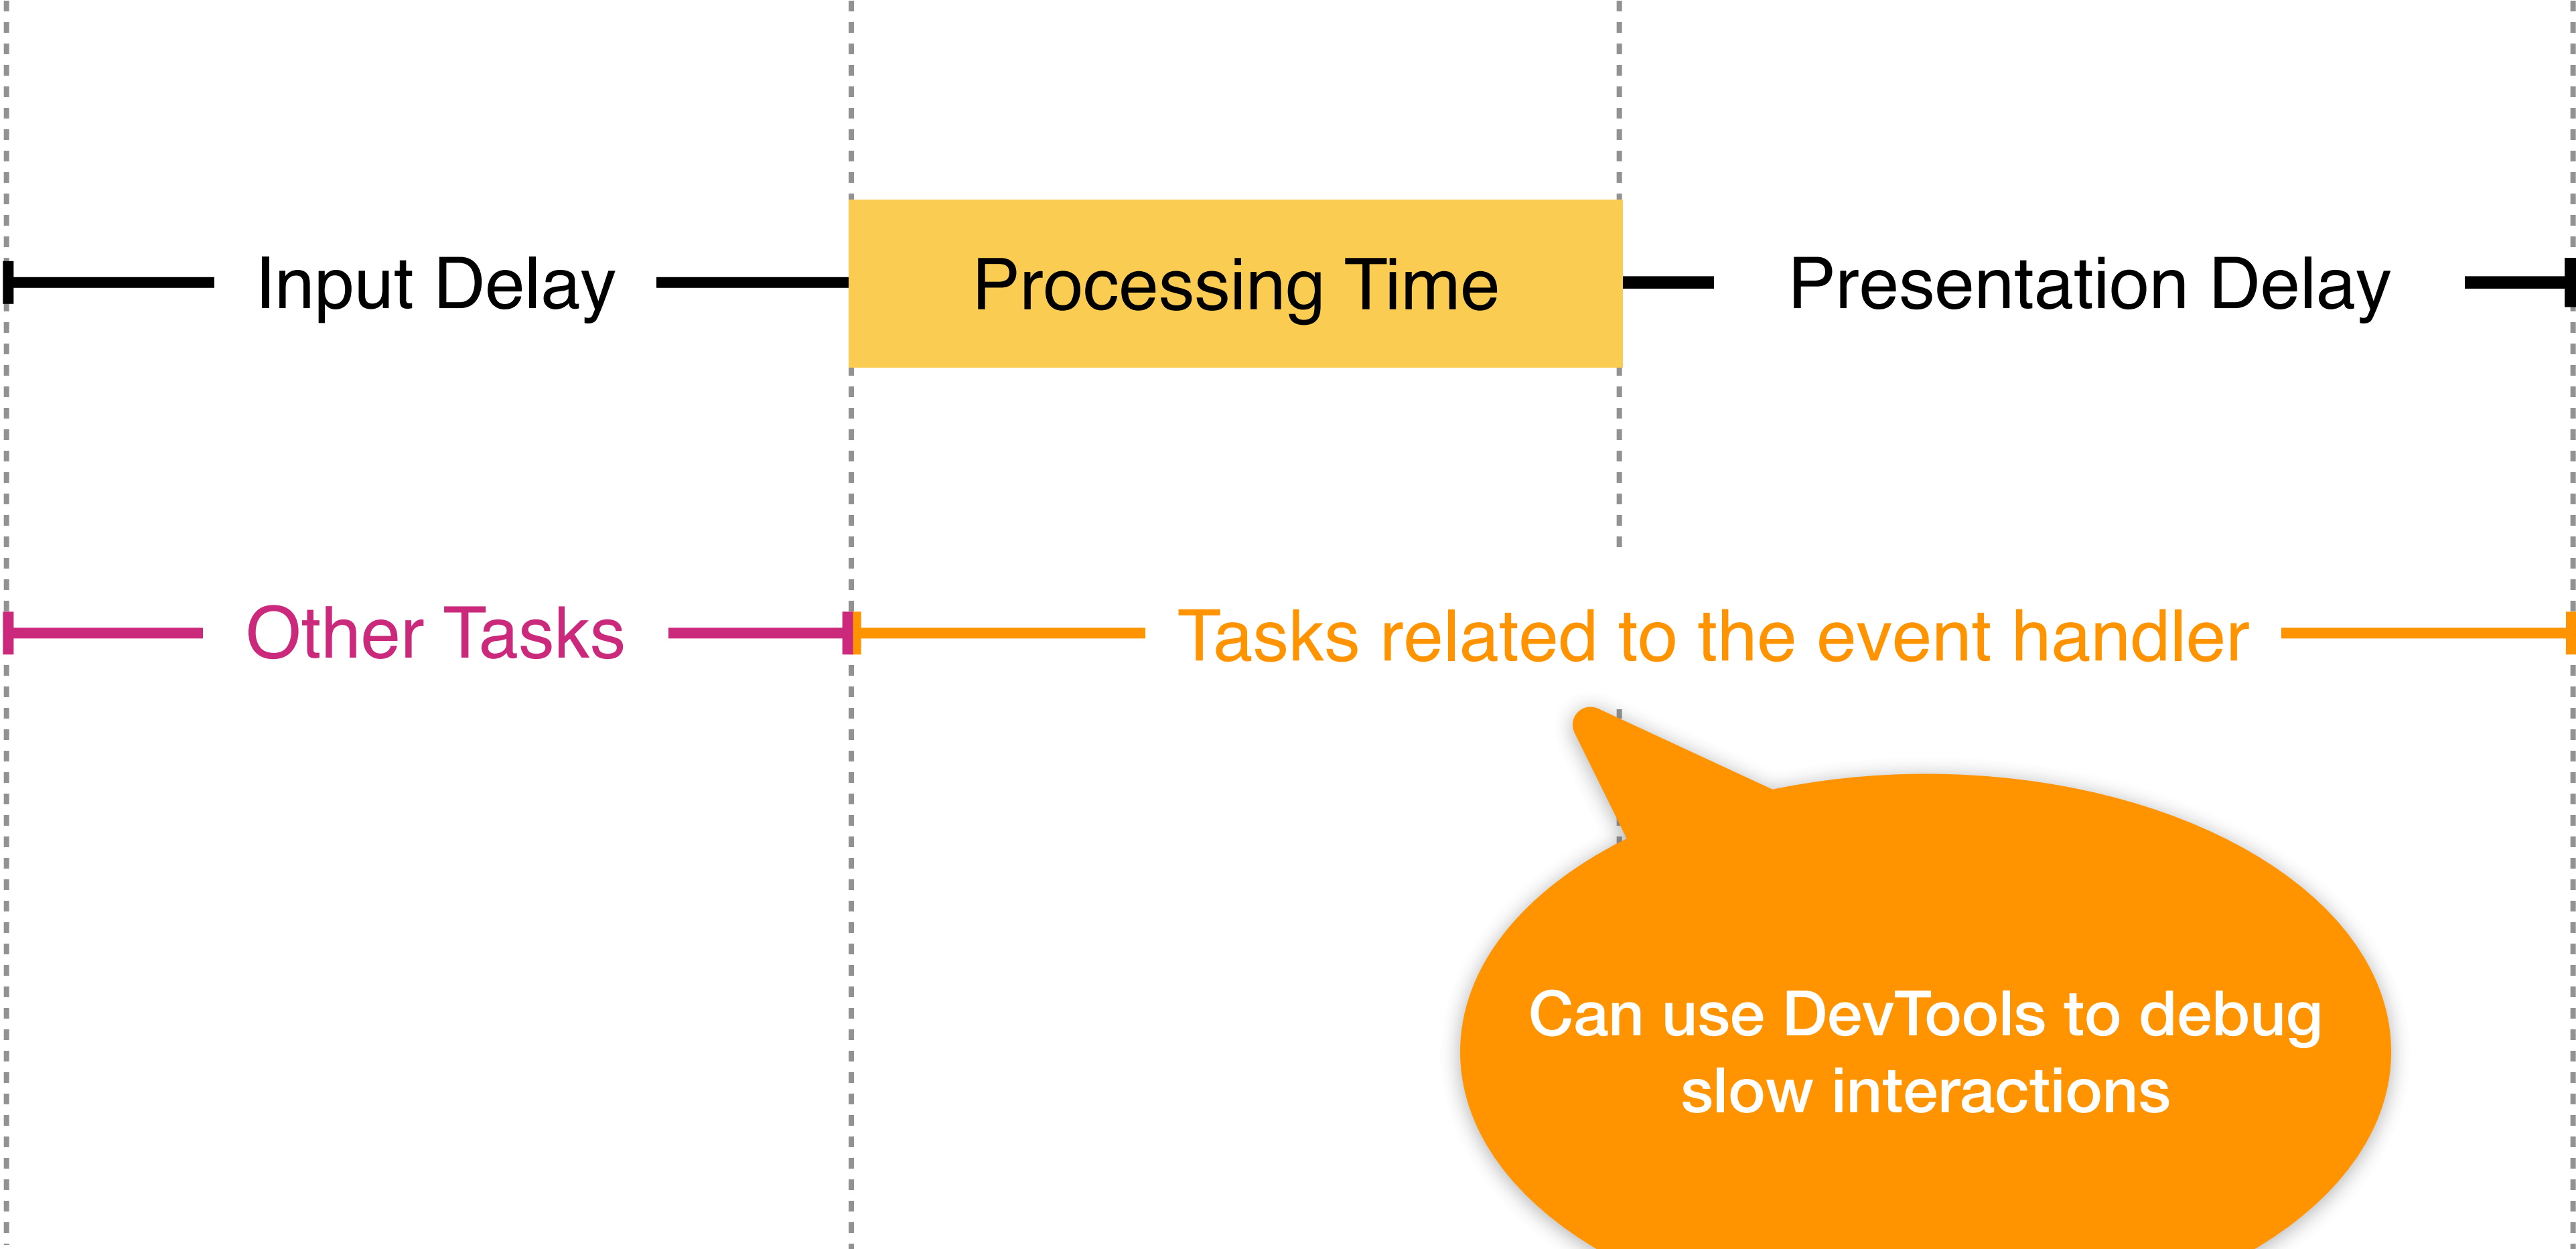 Input Delay
Processing Time
Presentation Delay
Other Tasks
Tasks related to the event handler
Can use DevTools to debug
slow interactions